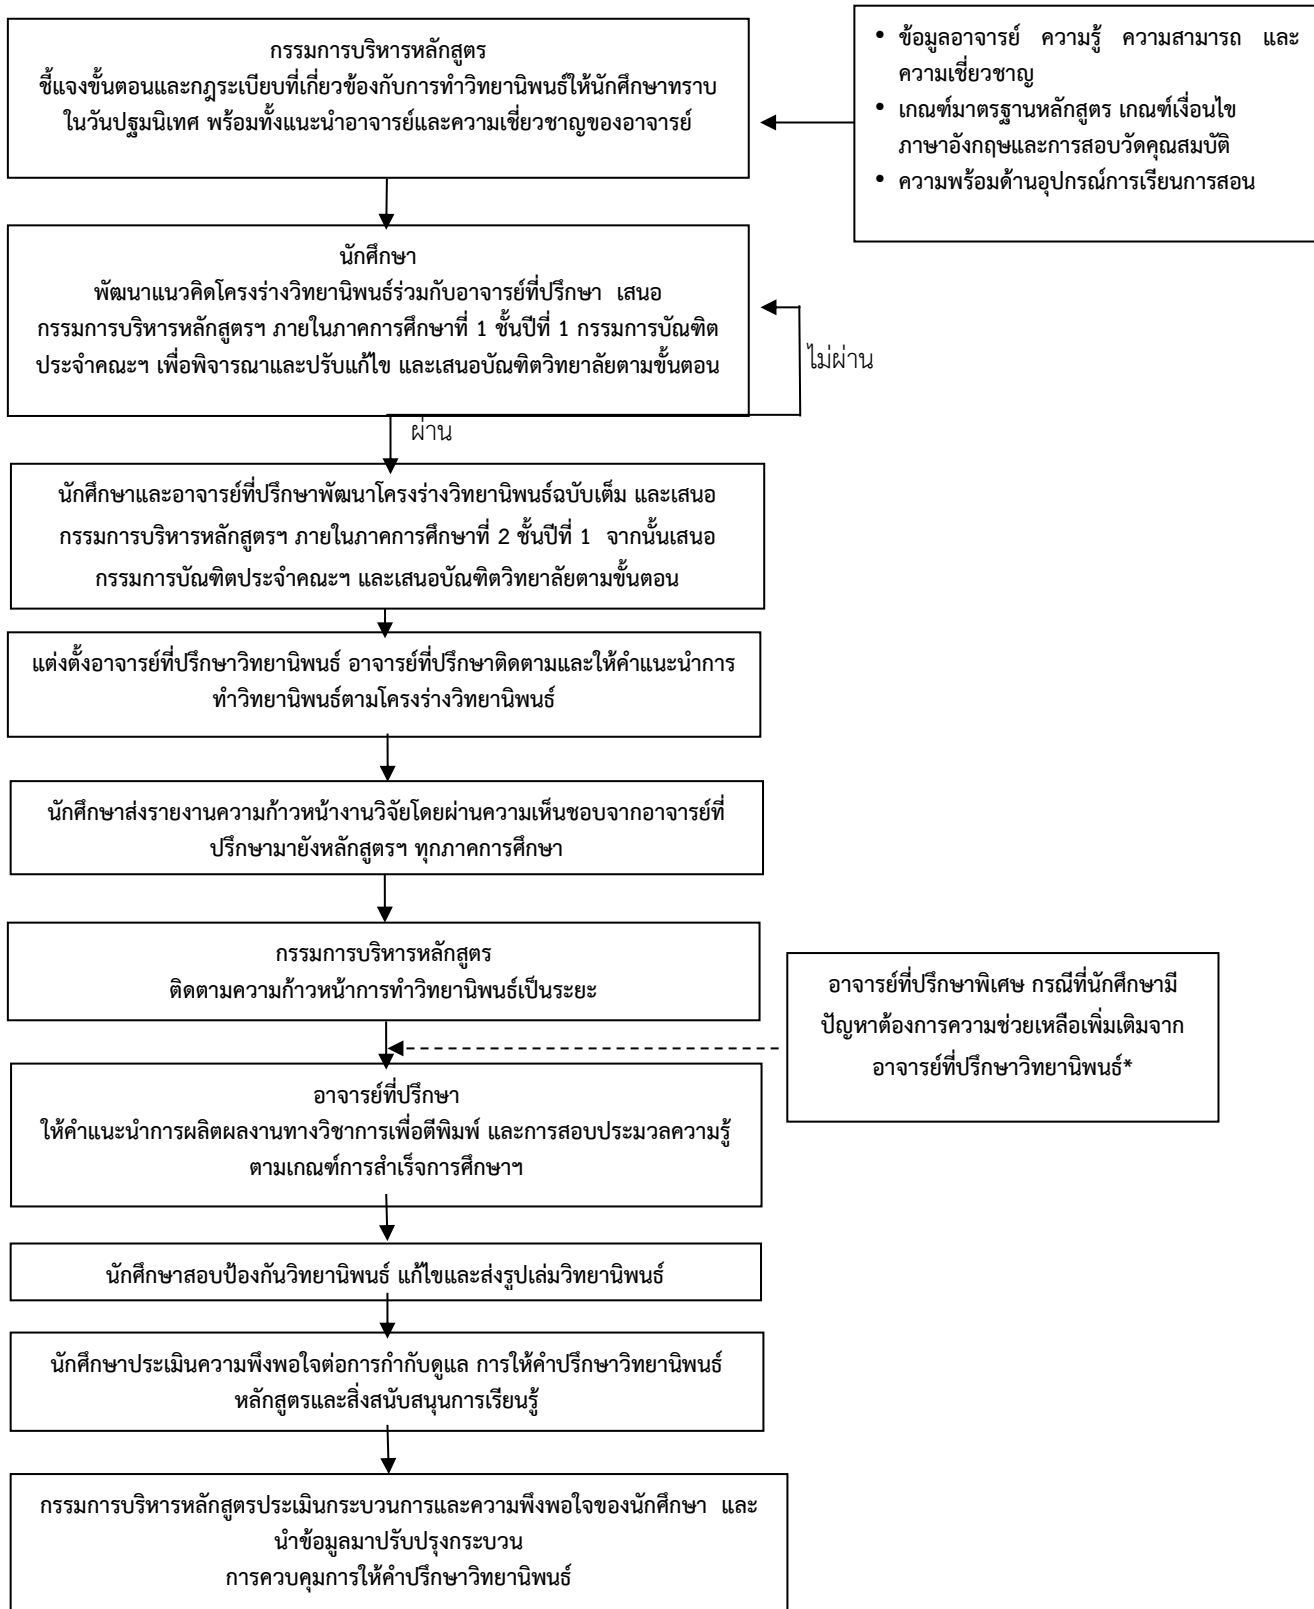 กรรมการบริหารหลักสูตร
ชี้แจงขั้นตอนและกฎระเบียบที่เกี่ยวข้องกับการทำวิทยานิพนธ์ให้นักศึกษาทราบ
ในวันปฐมนิเทศ พร้อมทั้งแนะนำอาจารย์และความเชี่ยวชาญของอาจารย์
• ข้อมูลอาจารย์ ความรู้ ความสามารถ และ
ความเชี่ยวชาญ
• เกณฑ์มาตรฐานหลักสูตร เกณฑ์เงื่อนไข
ภาษาอังกฤษและการสอบวัดคุณสมบัติ
• ความพร้อมด้านอุปกรณ์การเรียนการสอน
นักศึกษา
พัฒนาแนวคิดโครงร่างวิทยานิพนธ์ร่วมกับอาจารย์ที่ปรึกษา เสนอ
กรรมการบริหารหลักสูตรฯ ภายในภาคการศึกษาที่ 1 ชั้นปีที่ 1 กรรมการบัณฑิต
ประจำคณะฯ เพื่อพิจารณาและปรับแก้ไข และเสนอบัณฑิตวิทยาลัยตามขั้นตอน
ไม่ผ่าน
ผ่าน
นักศึกษาและอาจารย์ที่ปรึกษาพัฒนาโครงร่างวิทยานิพนธ์ฉบับเต็ม และเสนอ
กรรมการบริหารหลักสูตรฯ ภายในภาคการศึกษาที่ 2 ชั้นปีที่ 1 จากนั้นเสนอ
กรรมการบัณฑิตประจำคณะฯ และเสนอบัณฑิตวิทยาลัยตามขั้นตอน
แต่งตั้งอาจารย์ที่ปรึกษาวิทยานิพนธ์ อาจารย์ที่ปรึกษาติดตามและให้คำแนะนำการ
ทำวิทยานิพนธ์ตามโครงร่างวิทยานิพนธ์
นักศึกษาส่งรายงานความก้าวหน้างานวิจัยโดยผ่านความเห็นชอบจากอาจารย์ที่
ปรึกษามายังหลักสูตรฯ ทุกภาคการศึกษา
กรรมการบริหารหลักสูตร
ติดตามความก้าวหน้าการทำวิทยานิพนธ์เป็นระยะ
อาจารย์ที่ปรึกษาพิเศษ กรณีที่นักศึกษามี
ปัญหาต้องการความช่วยเหลือเพิ่มเติมจาก
อาจารย์ที่ปรึกษาวิทยานิพนธ์*
อาจารย์ที่ปรึกษา
ให้คำแนะนำการผลิตผลงานทางวิชาการเพื่อตีพิมพ์ และการสอบประมวลความรู้
ตามเกณฑ์การสำเร็จการศึกษาฯ
นักศึกษาสอบป้องกันวิทยานิพนธ์ แก้ไขและส่งรูปเล่มวิทยานิพนธ์
นักศึกษาประเมินความพึงพอใจต่อการกำกับดูแล การให้คำปรึกษาวิทยานิพนธ์
หลักสูตรและสิ่งสนับสนุนการเรียนรู้
กรรมการบริหารหลักสูตรประเมินกระบวนการและความพึงพอใจของนักศึกษา และ
นำข้อมูลมาปรับปรุงกระบวน
การควบคุมการให้คำปรึกษาวิทยานิพนธ์